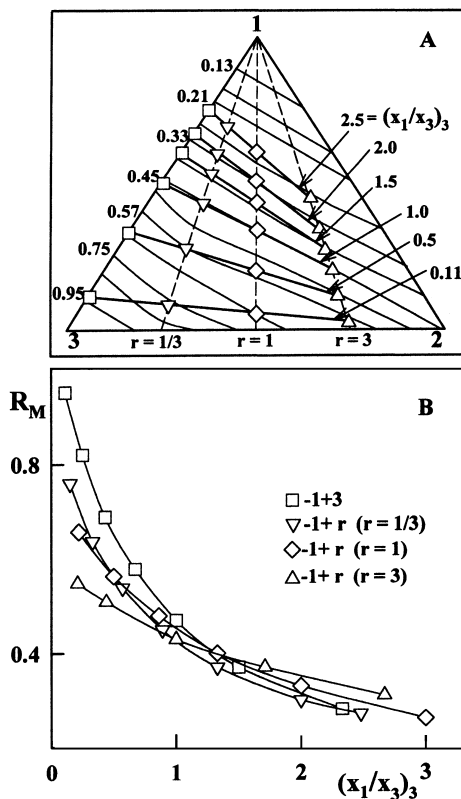 1
A
0.13
0.21
2.5 = (x₁/x₃)₃
0.33
2.0
0.45
1.5
0.57
1.0
0.75
0.5
0.95
0.11
3
r = 1/3
r = 1
r = 3
2
R_M
B
0.8
-1+3
-1+ r (r = 1/3)
-1+ r (r = 1)
-1+ r (r = 3)
0.4
0
1
2
3
(x₁/x₃)₃